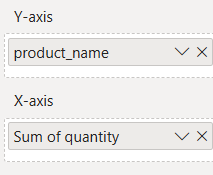 Y-axis
product_name
X-axis
Sum of quantity